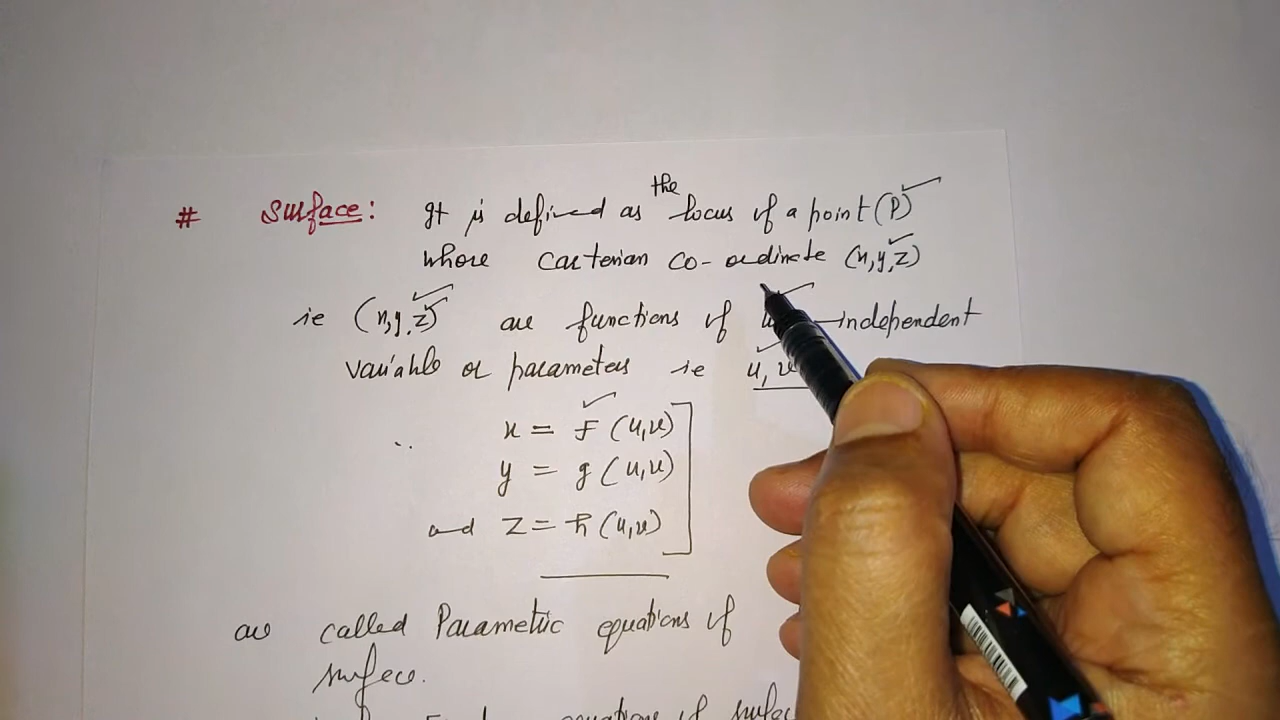 # Surface: It is defined as the locus of a point (P)
whose cartesian co-ordinate (x,y,z)
ie (x,y,z) are functions of independent
variable or parameters ie u,v
∴ x = f (u,v)
y = g (u,v)
and z = h (u,v)
are called Parametric equations of
surface.
equations of surfac